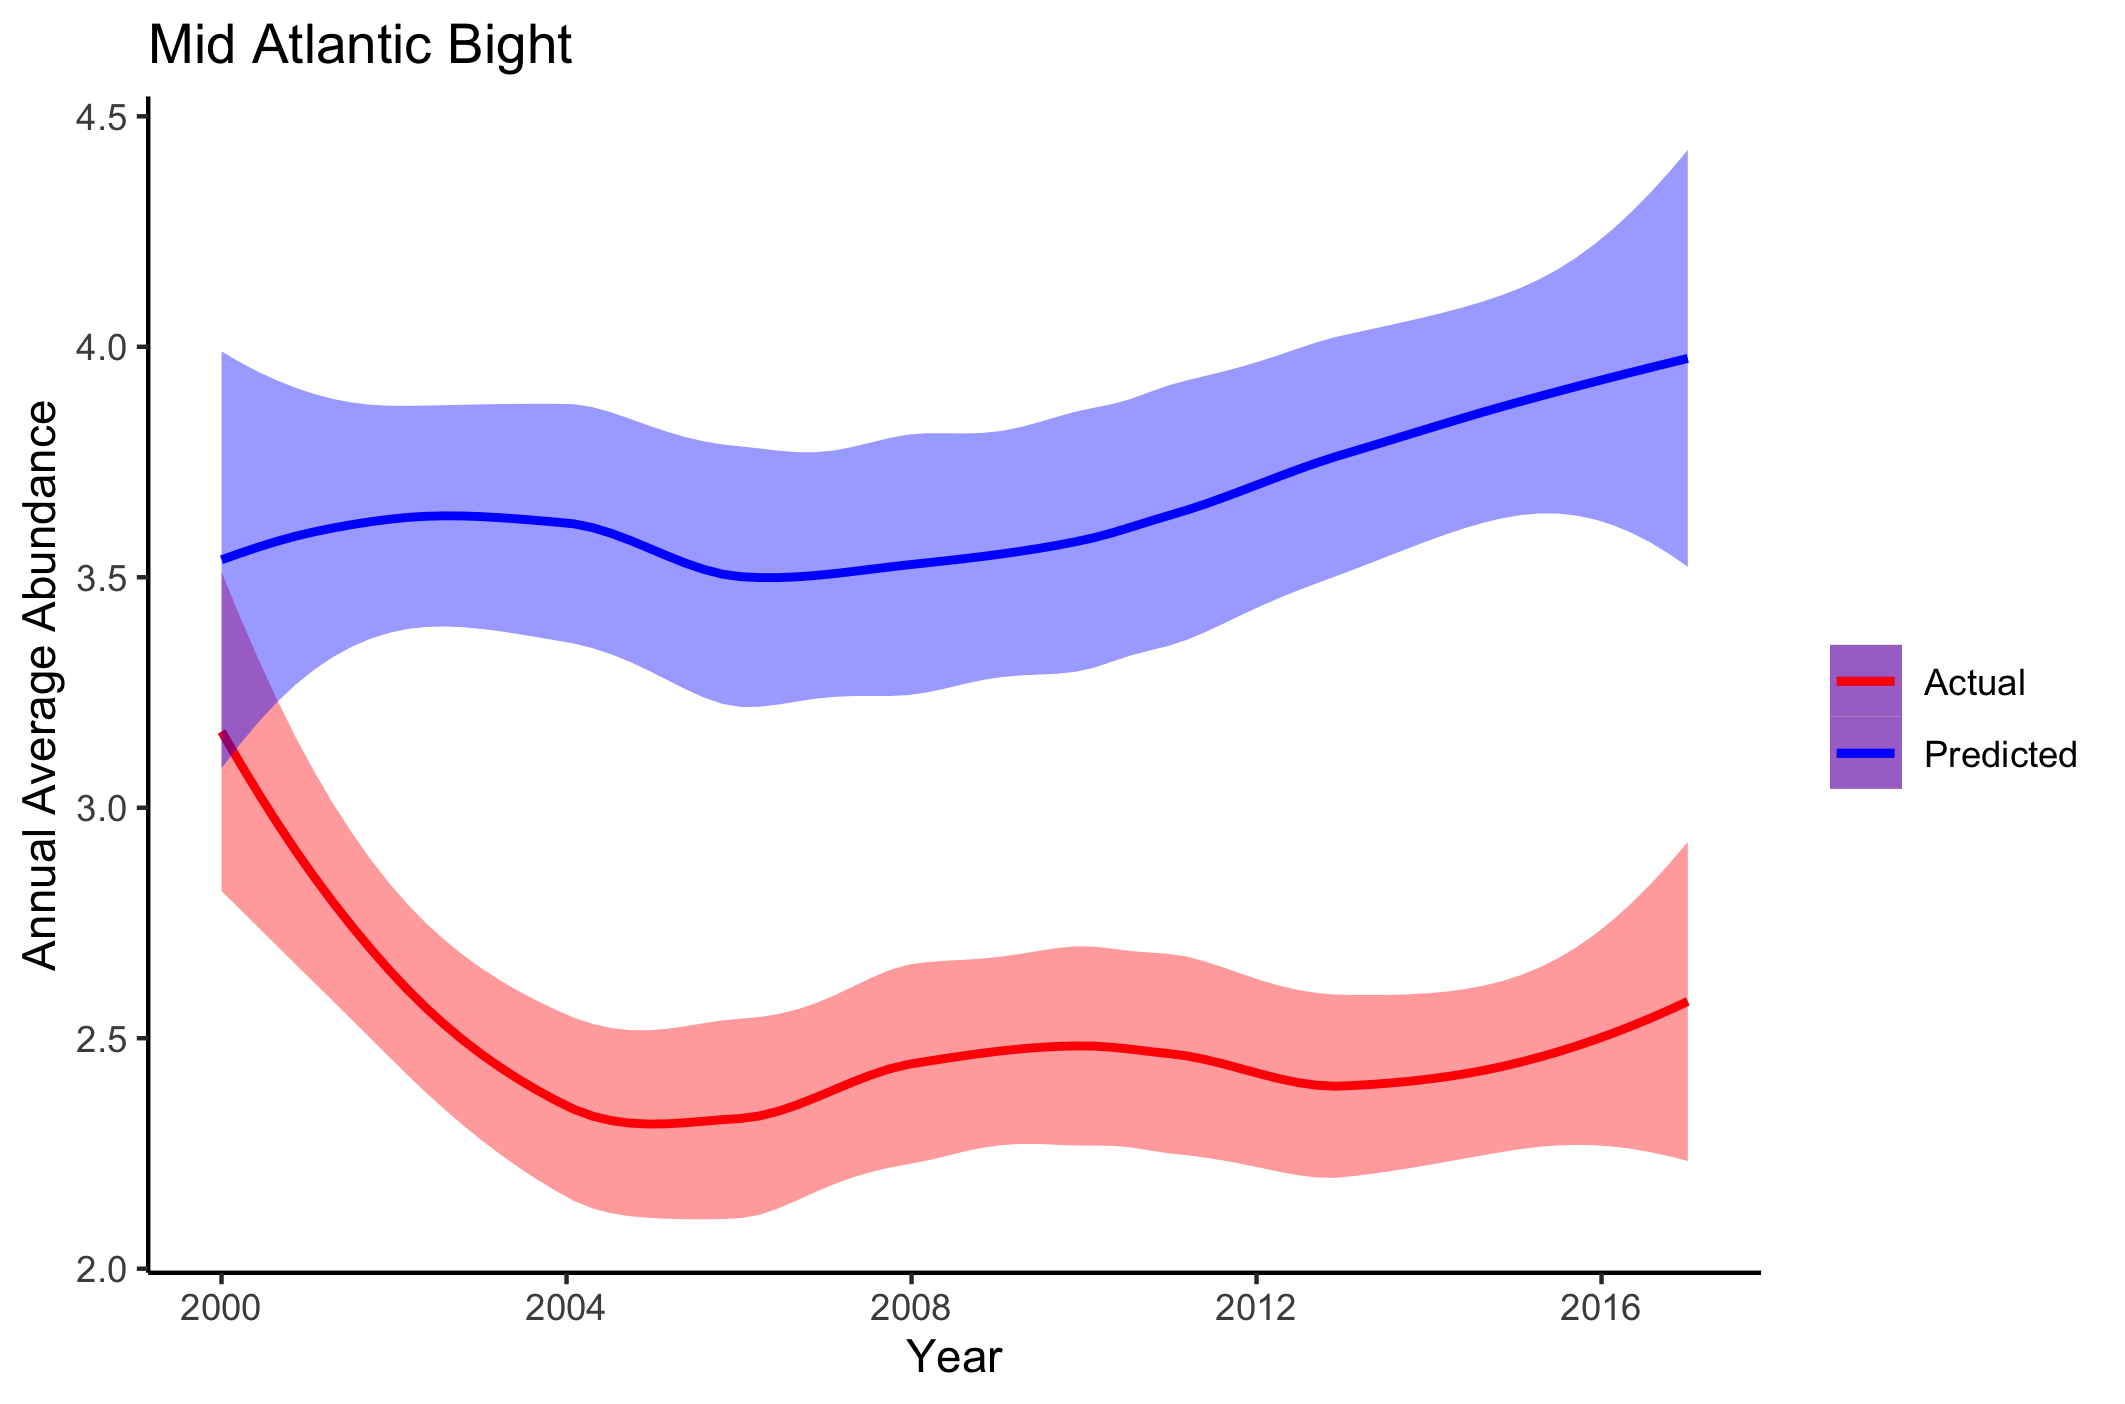 Mid Atlantic Bight
Annual Average Abundance
4.5
4.0
3.5
3.0
2.5
2.0
2000 2004 2008 2012 2016
Year
Actual
Predicted